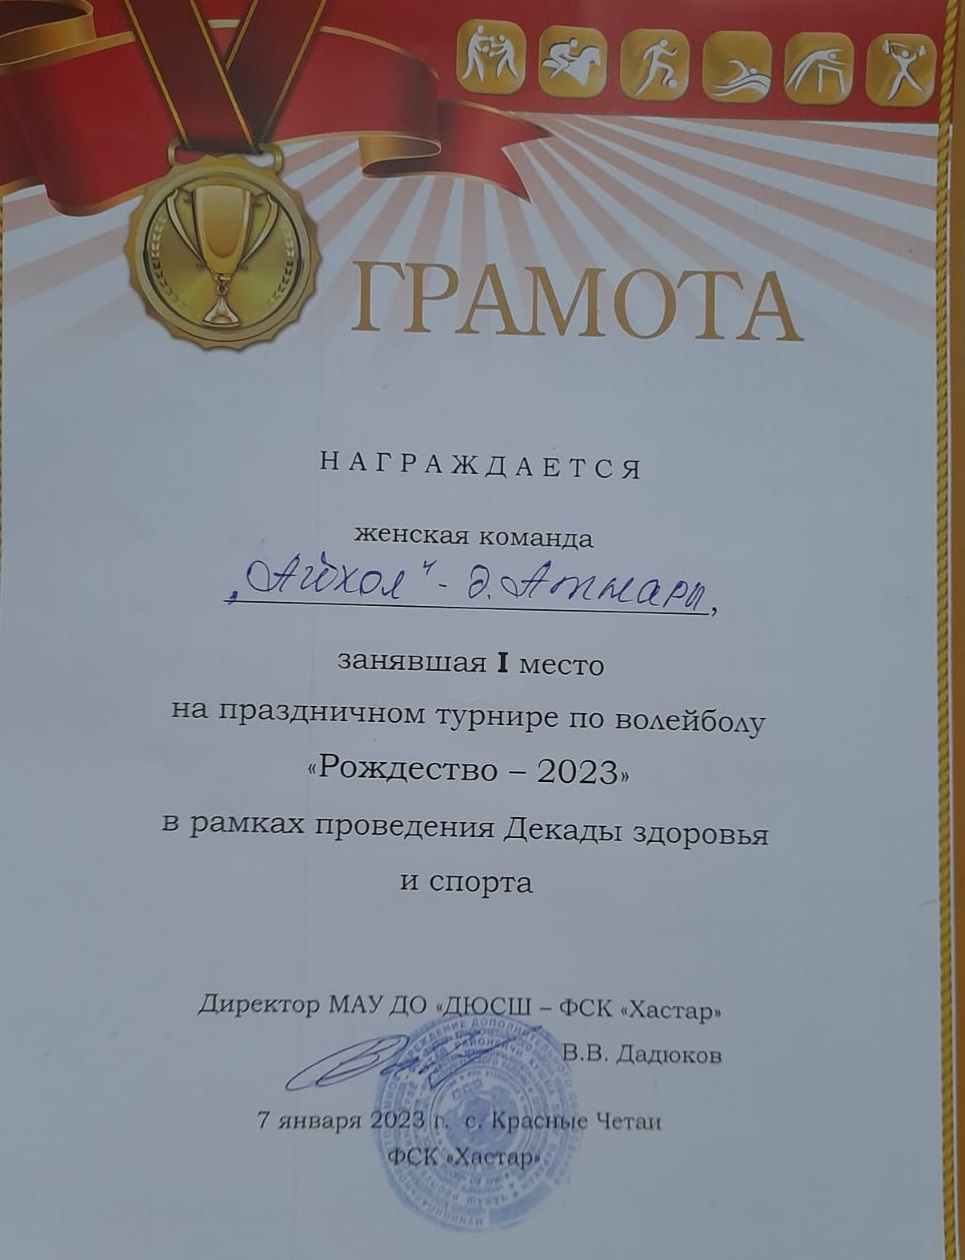 ГРАМОТА
НАГРАЖДАЕТСЯ
женская команда
„Айдхол" - д. Атнары,
занявшая I место
на праздничном турнире по волейболу
«Рождество – 2023»
в рамках проведения Декады здоровья
и спорта
Директор МАУ ДО «ДЮСШ – ФСК «Хастар»
В.В. Дадюков
7 января 2023 г. с. Красные Четаи
ФСК «Хастар»